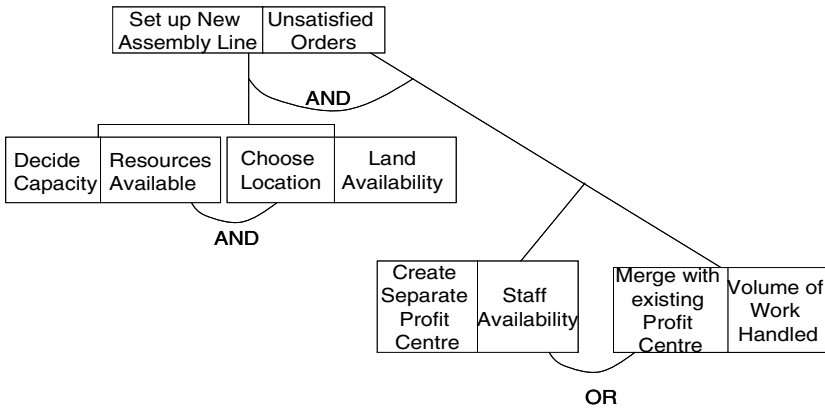 Set up New
Assembly Line
Unsatisfied
Orders
AND
Decide
Capacity
Resources
Available
Choose
Location
Land
Availability
AND
Create
Separate
Profit
Centre
Staff
Availability
Merge with
existing
Profit
Centre
Volume of
Work
Handled
OR